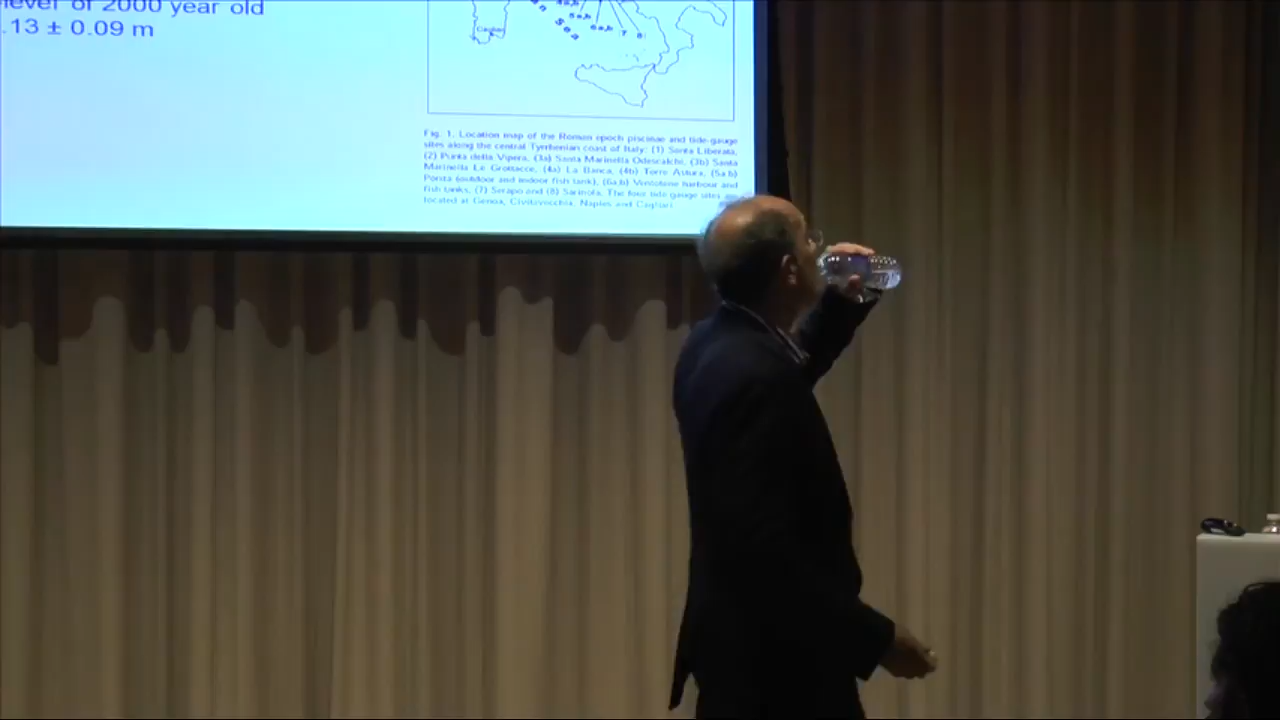 level of 2000 year old
.13 ± 0.09 m
Cagliari
Fig. 1. Location map of the Roman epoch piscinae and tide-gauge
sites along the central Tyrrhenian coast of Italy: (1) Santa Liberata,
(2) Punta della Vipera, (3a) Santa Marinella Odescalchi, (3b) Santa
Marinella Le Grottacce, (4a) La Banca, (4b) Torre Astura, (5a b)
Ponza (outdoor and indoor fish tank), (6a,b) Ventotene harbour and
fish tanks, (7) Serapo and (8) Sarinola. The four tide gauge sites
located at Genoa, Civitavecchia, Naples and Cagliari.